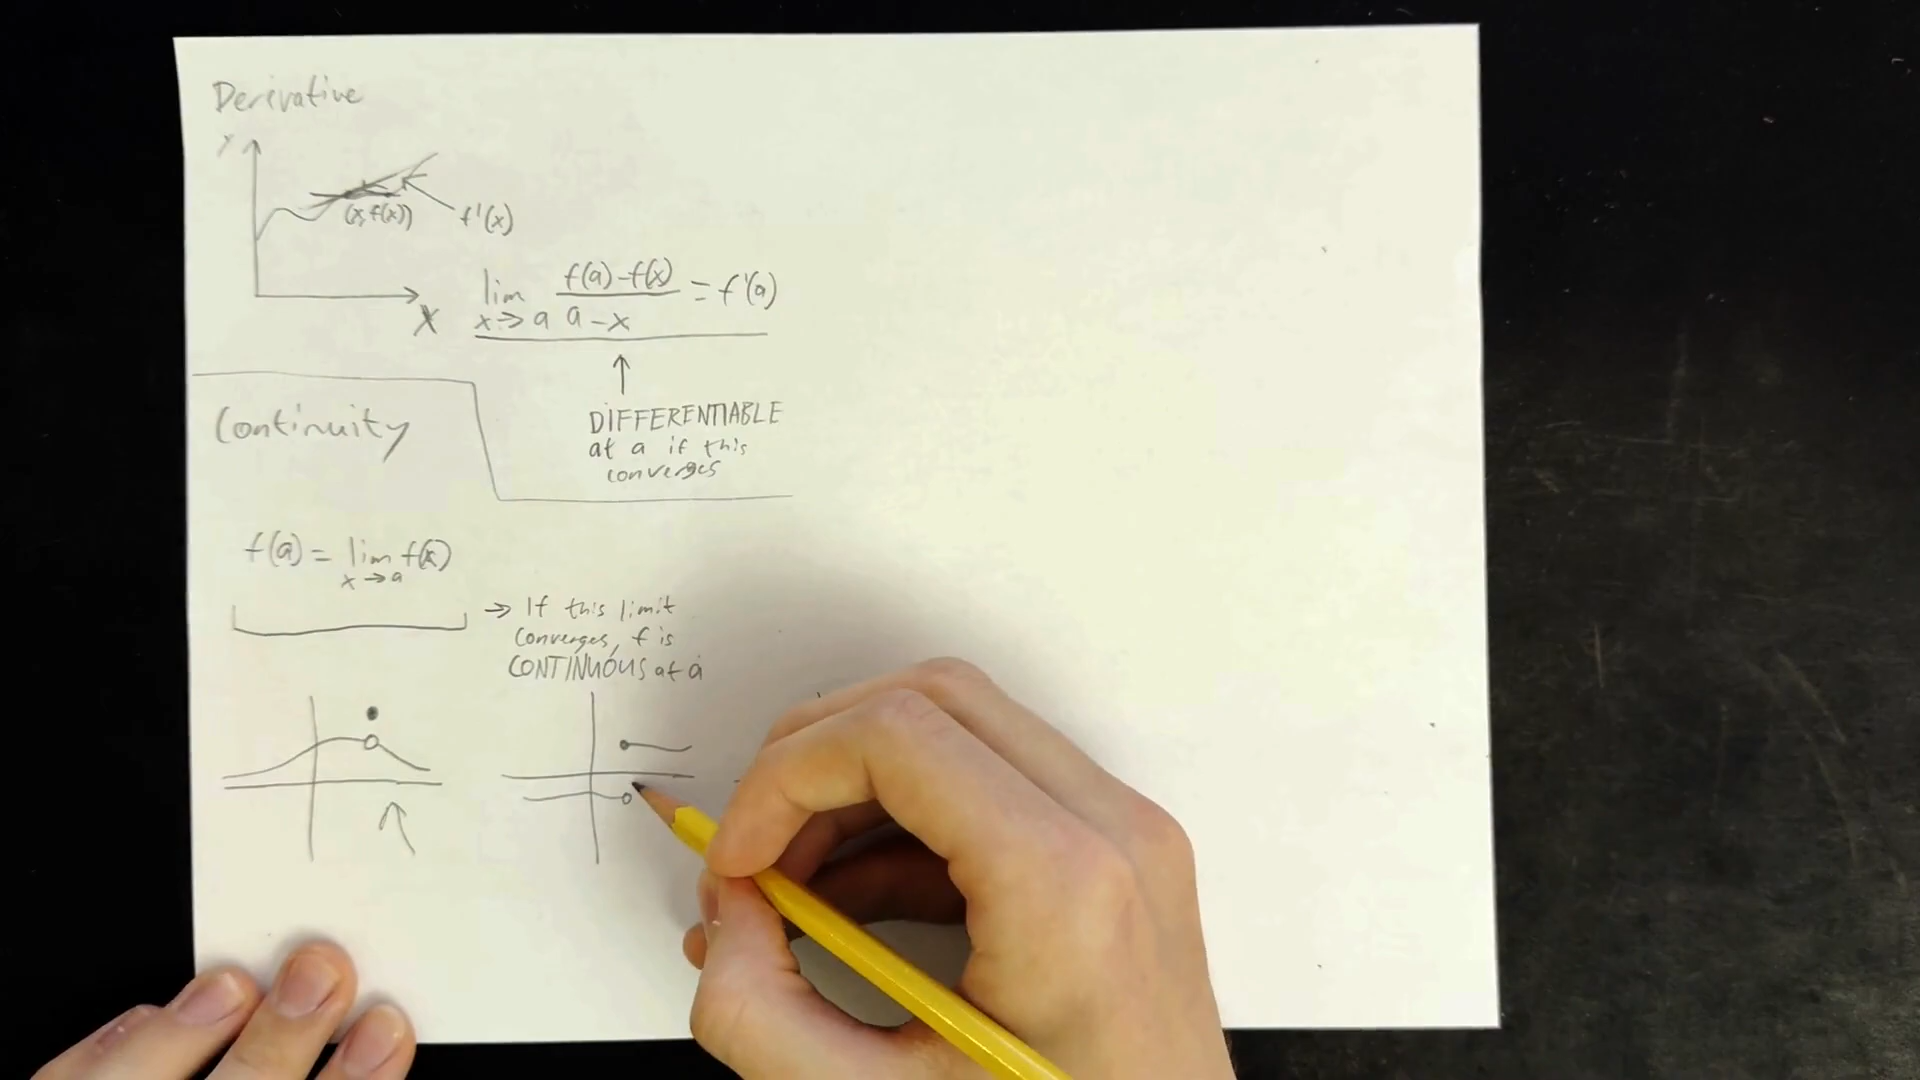 Derivative
Y
(x, f(x))
f'(x)
X
lim f(a)-f(x) = f'(a)
x→a a-x
DIFFERENTIABLE
at a if this
converges
Continuity
f(a) = lim f(x)
x→a
→ If this limit
converges, f is
CONTINUOUS at a